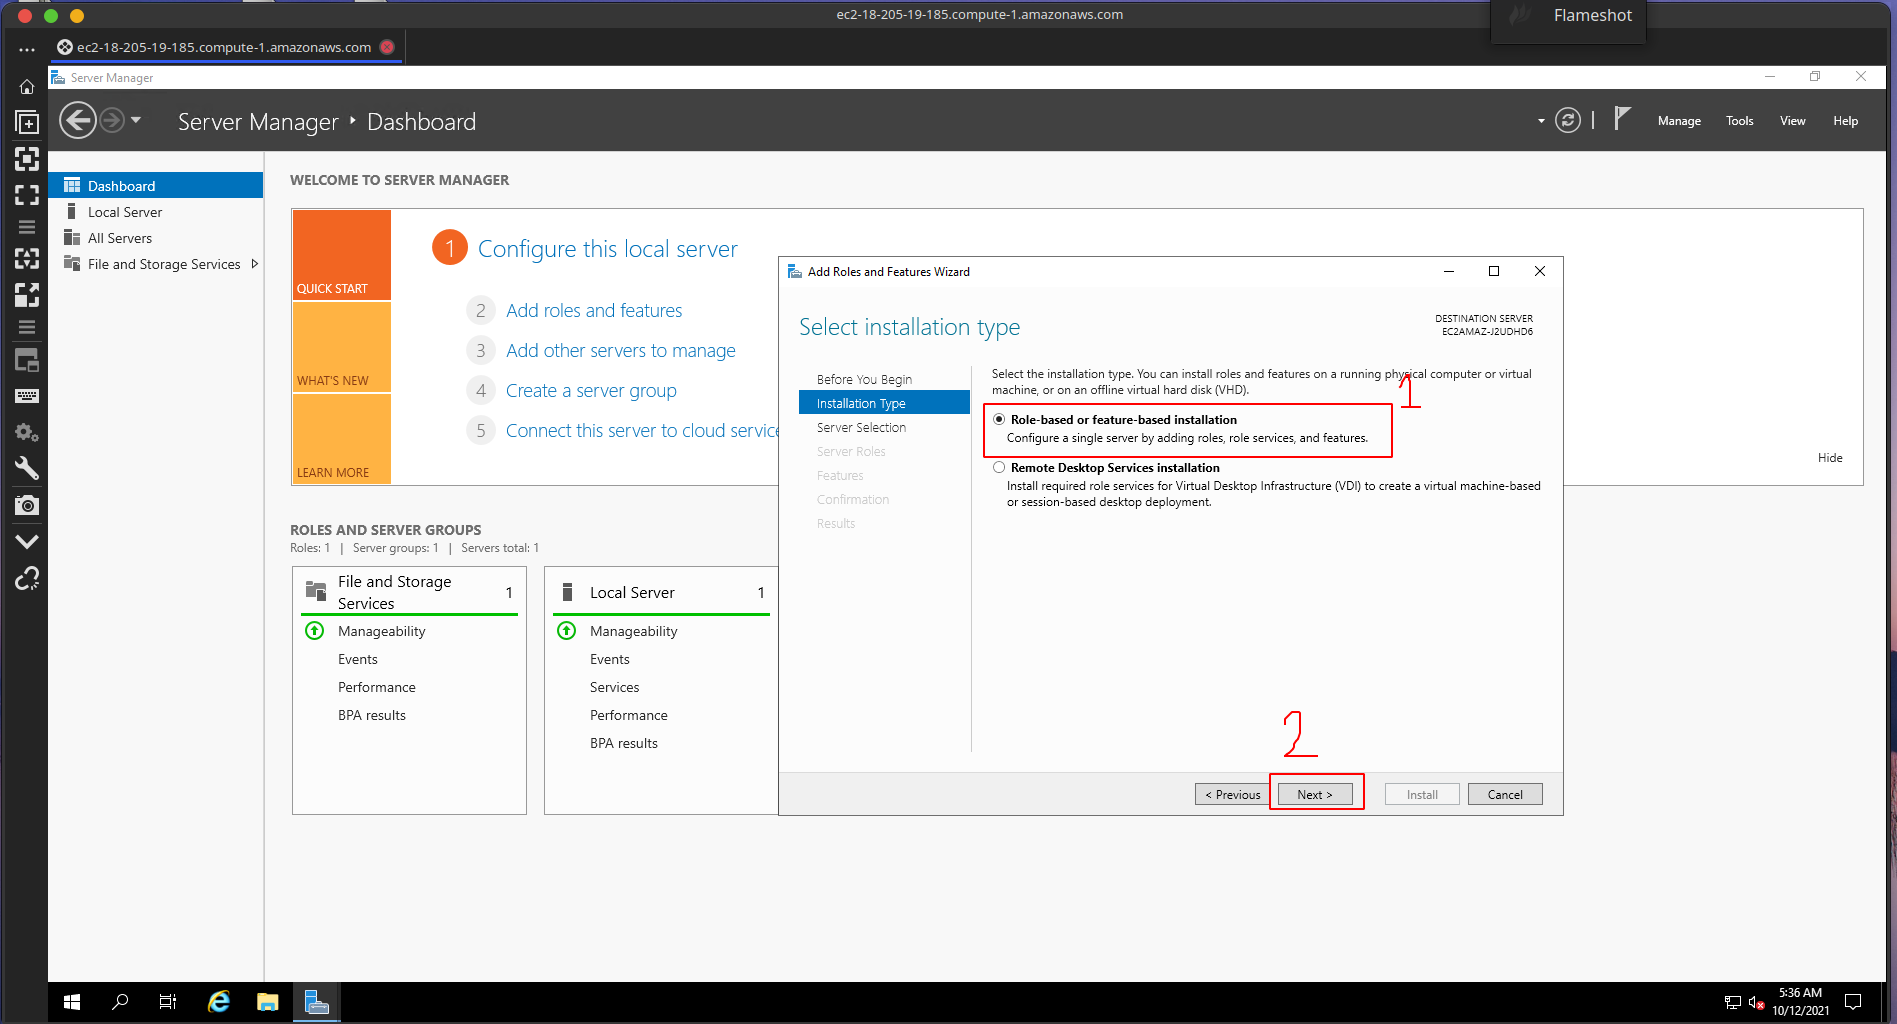 ec2-18-205-19-185.compute-1.amazonaws.com
Flameshot
ec2-18-205-19-185.compute-1.amazonaws.com
Server Manager
Server Manager ‣ Dashboard
Manage
Tools
View
Help
Dashboard
Local Server
All Servers
File and Storage Services
WELCOME TO SERVER MANAGER
QUICK START
WHAT'S NEW
LEARN MORE
1 Configure this local server
2 Add roles and features
3 Add other servers to manage
4 Create a server group
5 Connect this server to cloud service
Hide
ROLES AND SERVER GROUPS
Roles: 1 | Server groups: 1 | Servers total: 1
File and Storage
Services
1
Manageability
Events
Performance
BPA results
Local Server 1
Manageability
Events
Services
Performance
BPA results
Add Roles and Features Wizard
Select installation type
DESTINATION SERVER
EC2AMAZ-J2UDHD6
Before You Begin
Installation Type
Server Selection
Server Roles
Features
Confirmation
Results
Select the installation type. You can install roles and features on a running physical computer or virtual
machine, or on an offline virtual hard disk (VHD).
1
Role-based or feature-based installation
Configure a single server by adding roles, role services, and features.
Remote Desktop Services installation
Install required role services for Virtual Desktop Infrastructure (VDI) to create a virtual machine-based
or session-based desktop deployment.
2
< Previous
Next >
Install
Cancel
5:36 AM
10/12/2021